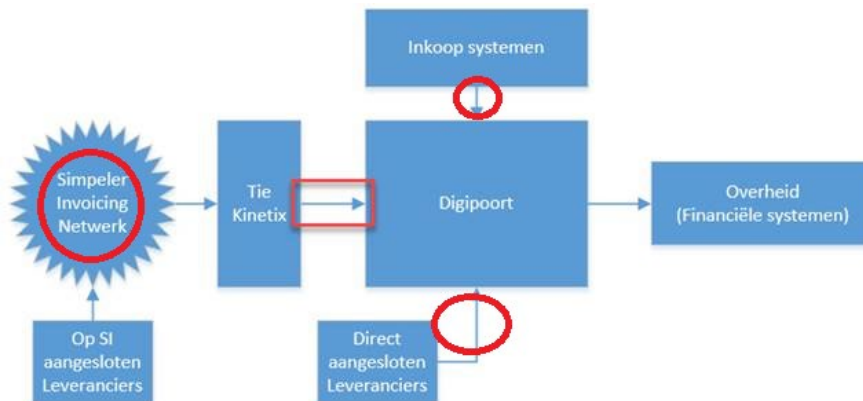 Inkoop systemen
Simpeler
Invoicing
Netwerk
Tie
Kinetix
Digipoort
Overheid
(Financiële systemen)
Op SI
aangesloten
Leveranciers
Direct
aangesloten
Leveranciers